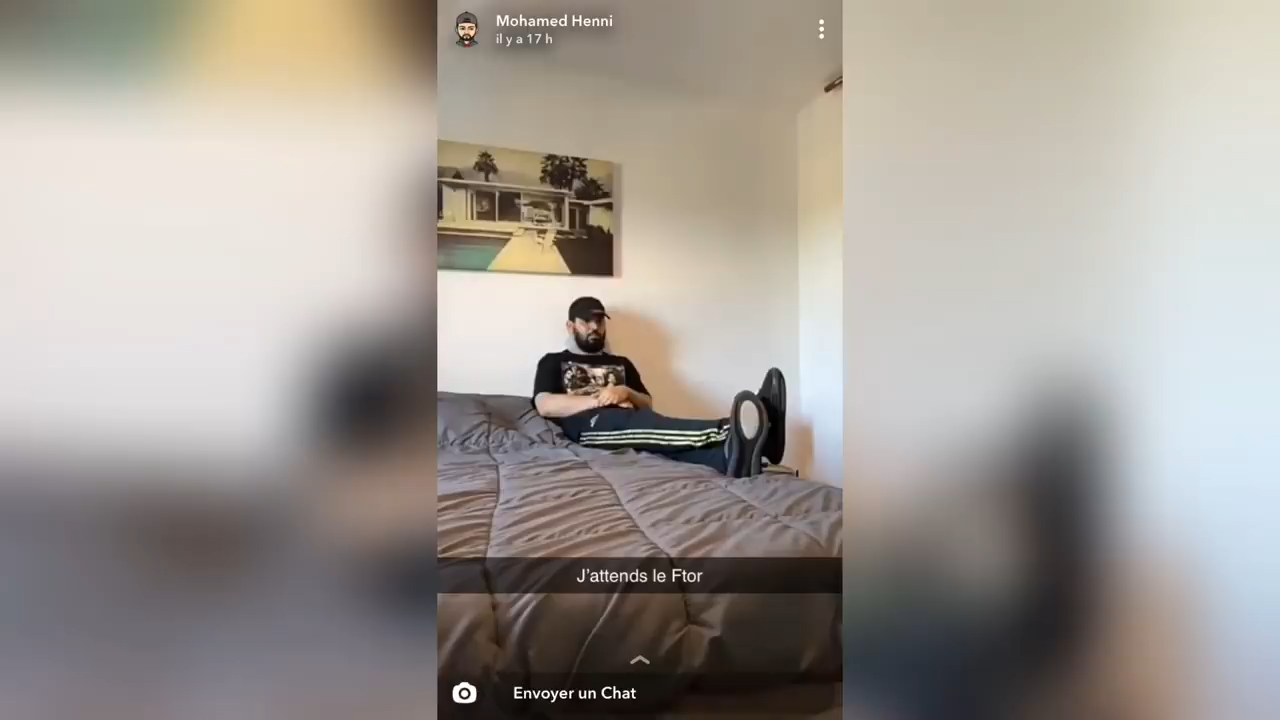 Mohamed Henni
il y a 17 h
J'attends le Ftor
Envoyer un Chat